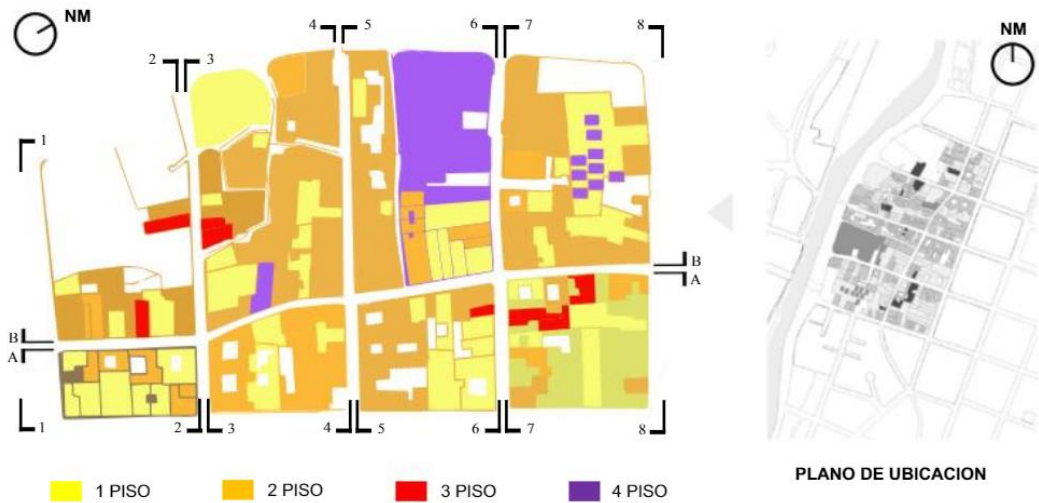 NM
4 5 6 7 8
NM
2 3
1
B
A
B
A
1 2 3 4 5 6 7 8
1 PISO 2 PISO 3 PISO 4 PISO
PLANO DE UBICACION